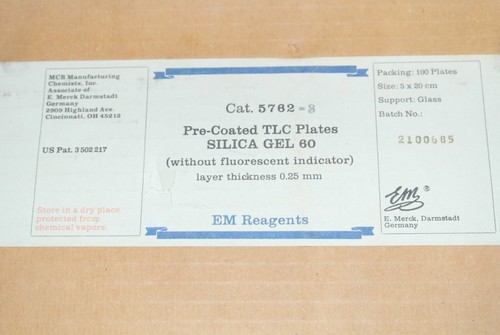 MCB Manufacturing
Chemists, Inc.
Associate of
E. Merck Darmstadt
Germany
2909 Highland Ave.
Cincinnati, OH 45212
US Pat. 3 502 217
Store in a dry place
protected from
chemical vapors.
Cat. 5762 -3
Pre-Coated TLC Plates
SILICA GEL 60
(without fluorescent indicator)
layer thickness 0.25 mm
EM Reagents
Packing: 100 Plates
Size: 5 x 20 cm
Support: Glass
Batch No.:
2100685
EM ®
E. Merck, Darmstadt
Germany